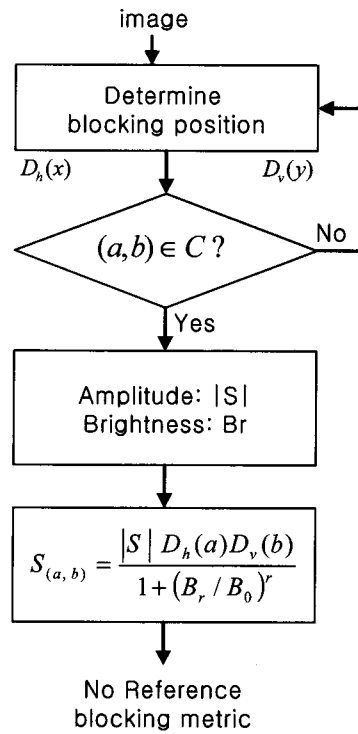 image
Determine
blocking position
D_h(x) D_v(y)
(a,b) ∈ C ?
No
Yes
Amplitude: |S|
Brightness: Br
S_(a, b) = |S| D_h(a)D_v(b) / 1 + (B_r / B_0)^r
No Reference
blocking metric